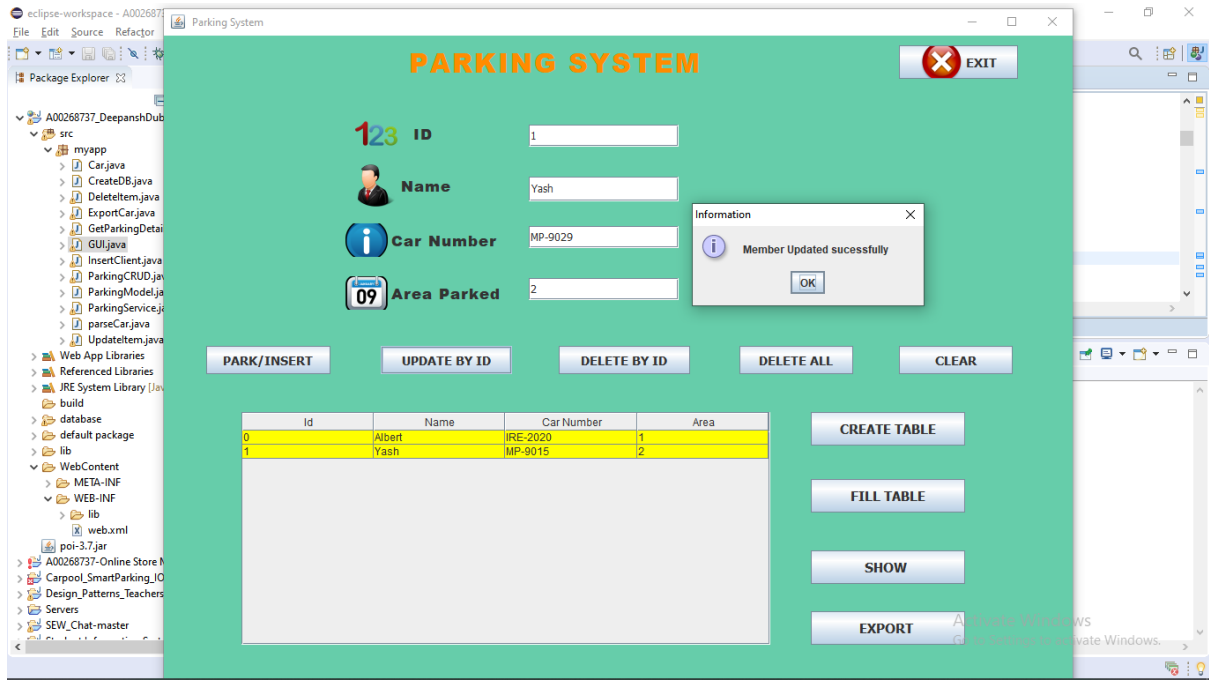 eclipse-workspace - A0026873
File Edit Source Refactor
Package Explorer
A00268737_DeepanshDub
src
myapp
Car.java
CreateDB.java
DeleteItem.java
ExportCar.java
GetParkingDetai
GUI.java
InsertClient.java
ParkingCRUD.jav
ParkingModel.ja
ParkingService.ja
parseCar.java
UpdateItem.java
Web App Libraries
Referenced Libraries
JRE System Library [Jav
build
database
default package
lib
WebContent
META-INF
WEB-INF
lib
web.xml
poi-3.7.jar
A00268737-Online Store M
Carpool_SmartParking_IO
Design_Patterns_Teachers
Servers
SEW_Chat-master
Parking System
PARKING SYSTEM
EXIT
123 ID 1
Name Yash
Car Number MP-9029
09 Area Parked 2
Information
Member Updated sucessfully
OK
PARK/INSERT UPDATE BY ID DELETE BY ID DELETE ALL CLEAR
Id Name Car Number Area
0 Albert IRE-2020 1
1 Yash MP-9015 2
CREATE TABLE
FILL TABLE
SHOW
EXPORT